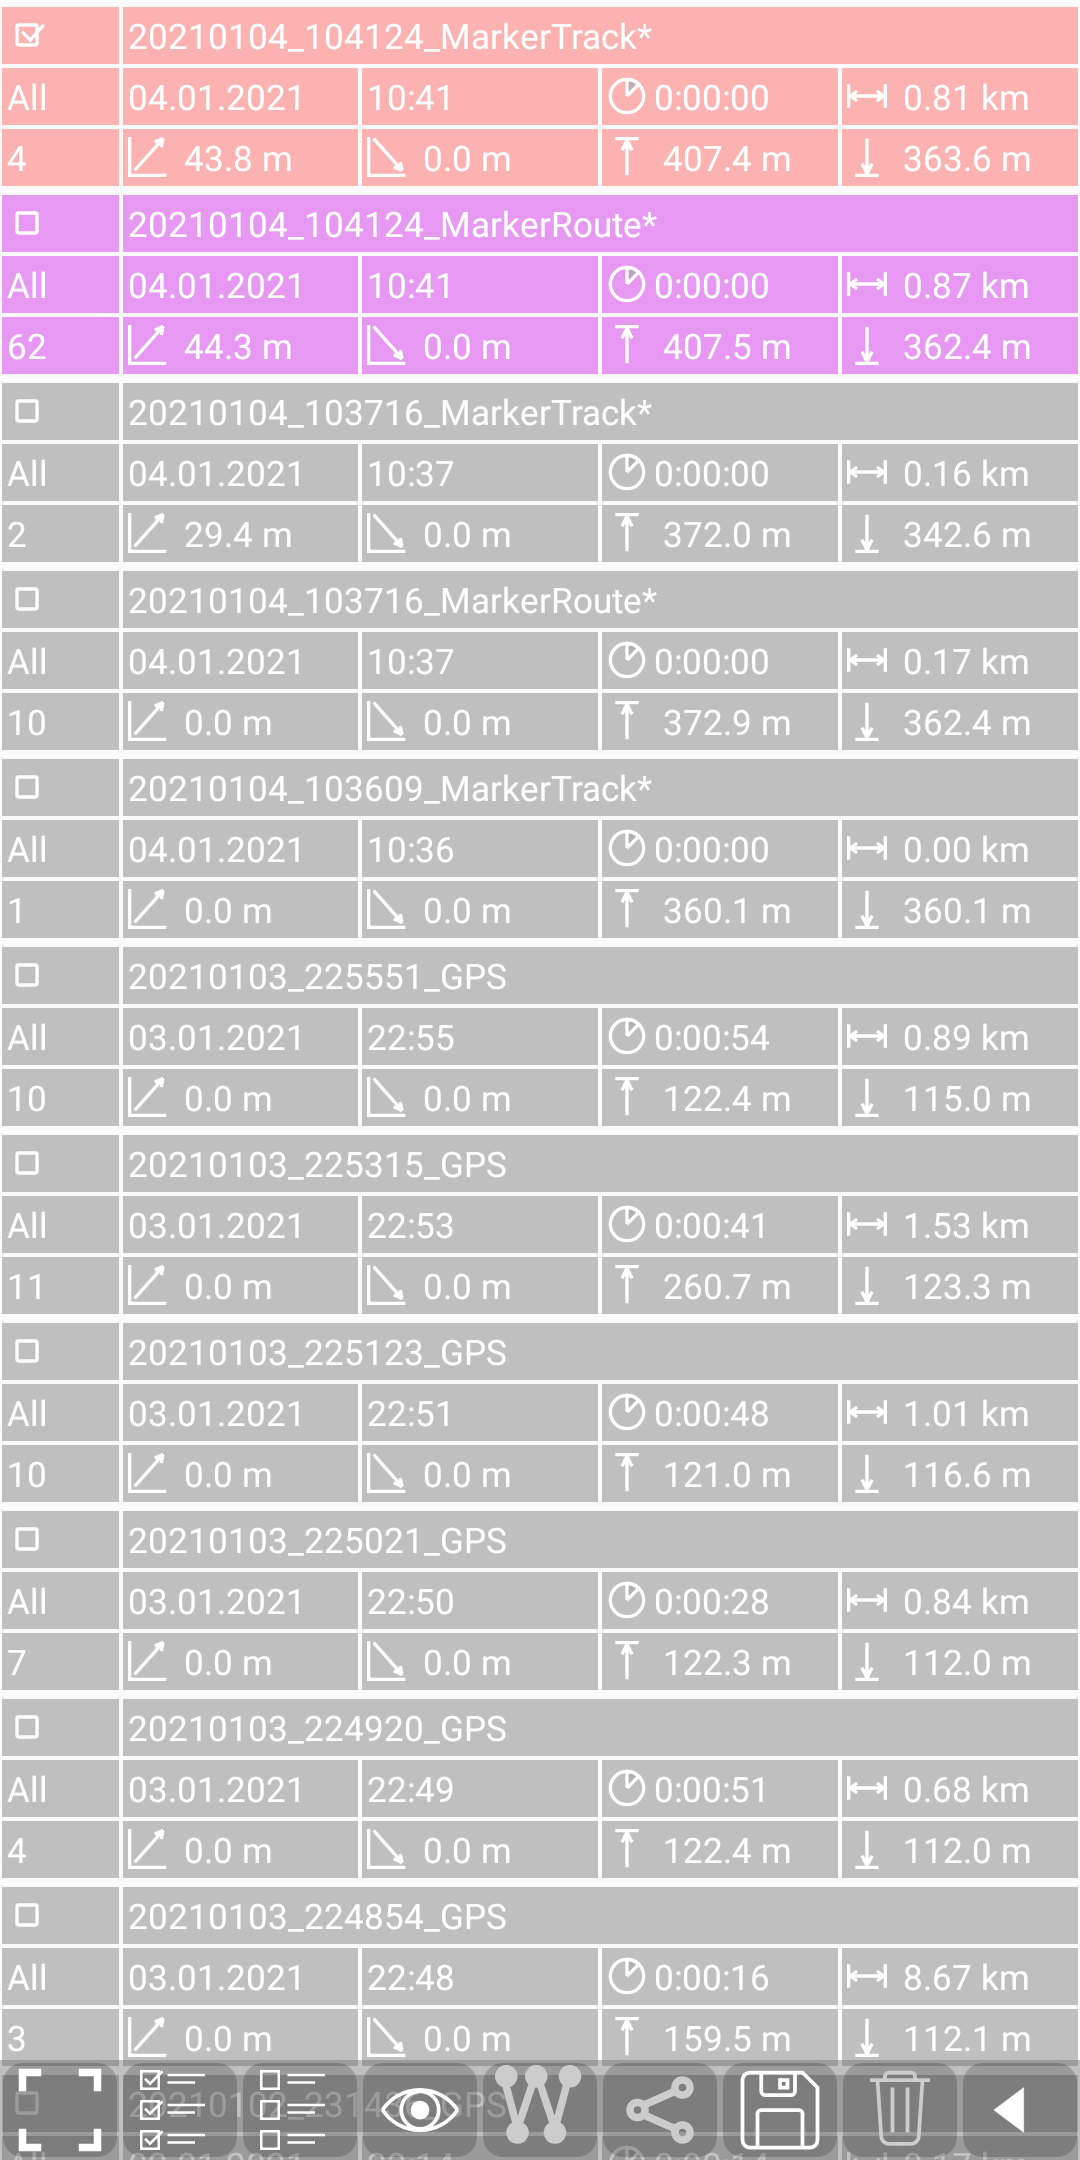 20210104_104124_MarkerTrack*
All 04.01.2021 10:41 0:00:00 0.81 km
4 43.8 m 0.0 m 407.4 m 363.6 m
20210104_104124_MarkerRoute*
All 04.01.2021 10:41 0:00:00 0.87 km
62 44.3 m 0.0 m 407.5 m 362.4 m
20210104_103716_MarkerTrack*
All 04.01.2021 10:37 0:00:00 0.16 km
2 29.4 m 0.0 m 372.0 m 342.6 m
20210104_103716_MarkerRoute*
All 04.01.2021 10:37 0:00:00 0.17 km
10 0.0 m 0.0 m 372.9 m 362.4 m
20210104_103609_MarkerTrack*
All 04.01.2021 10:36 0:00:00 0.00 km
1 0.0 m 0.0 m 360.1 m 360.1 m
20210103_225551_GPS
All 03.01.2021 22:55 0:00:54 0.89 km
10 0.0 m 0.0 m 122.4 m 115.0 m
20210103_225315_GPS
All 03.01.2021 22:53 0:00:41 1.53 km
11 0.0 m 0.0 m 260.7 m 123.3 m
20210103_225123_GPS
All 03.01.2021 22:51 0:00:48 1.01 km
10 0.0 m 0.0 m 121.0 m 116.6 m
20210103_225021_GPS
All 03.01.2021 22:50 0:00:28 0.84 km
7 0.0 m 0.0 m 122.3 m 112.0 m
20210103_224920_GPS
All 03.01.2021 22:49 0:00:51 0.68 km
4 0.0 m 0.0 m 122.4 m 112.0 m
20210103_224854_GPS
All 03.01.2021 22:48 0:00:16 8.67 km
3 0.0 m 0.0 m 159.5 m 112.1 m